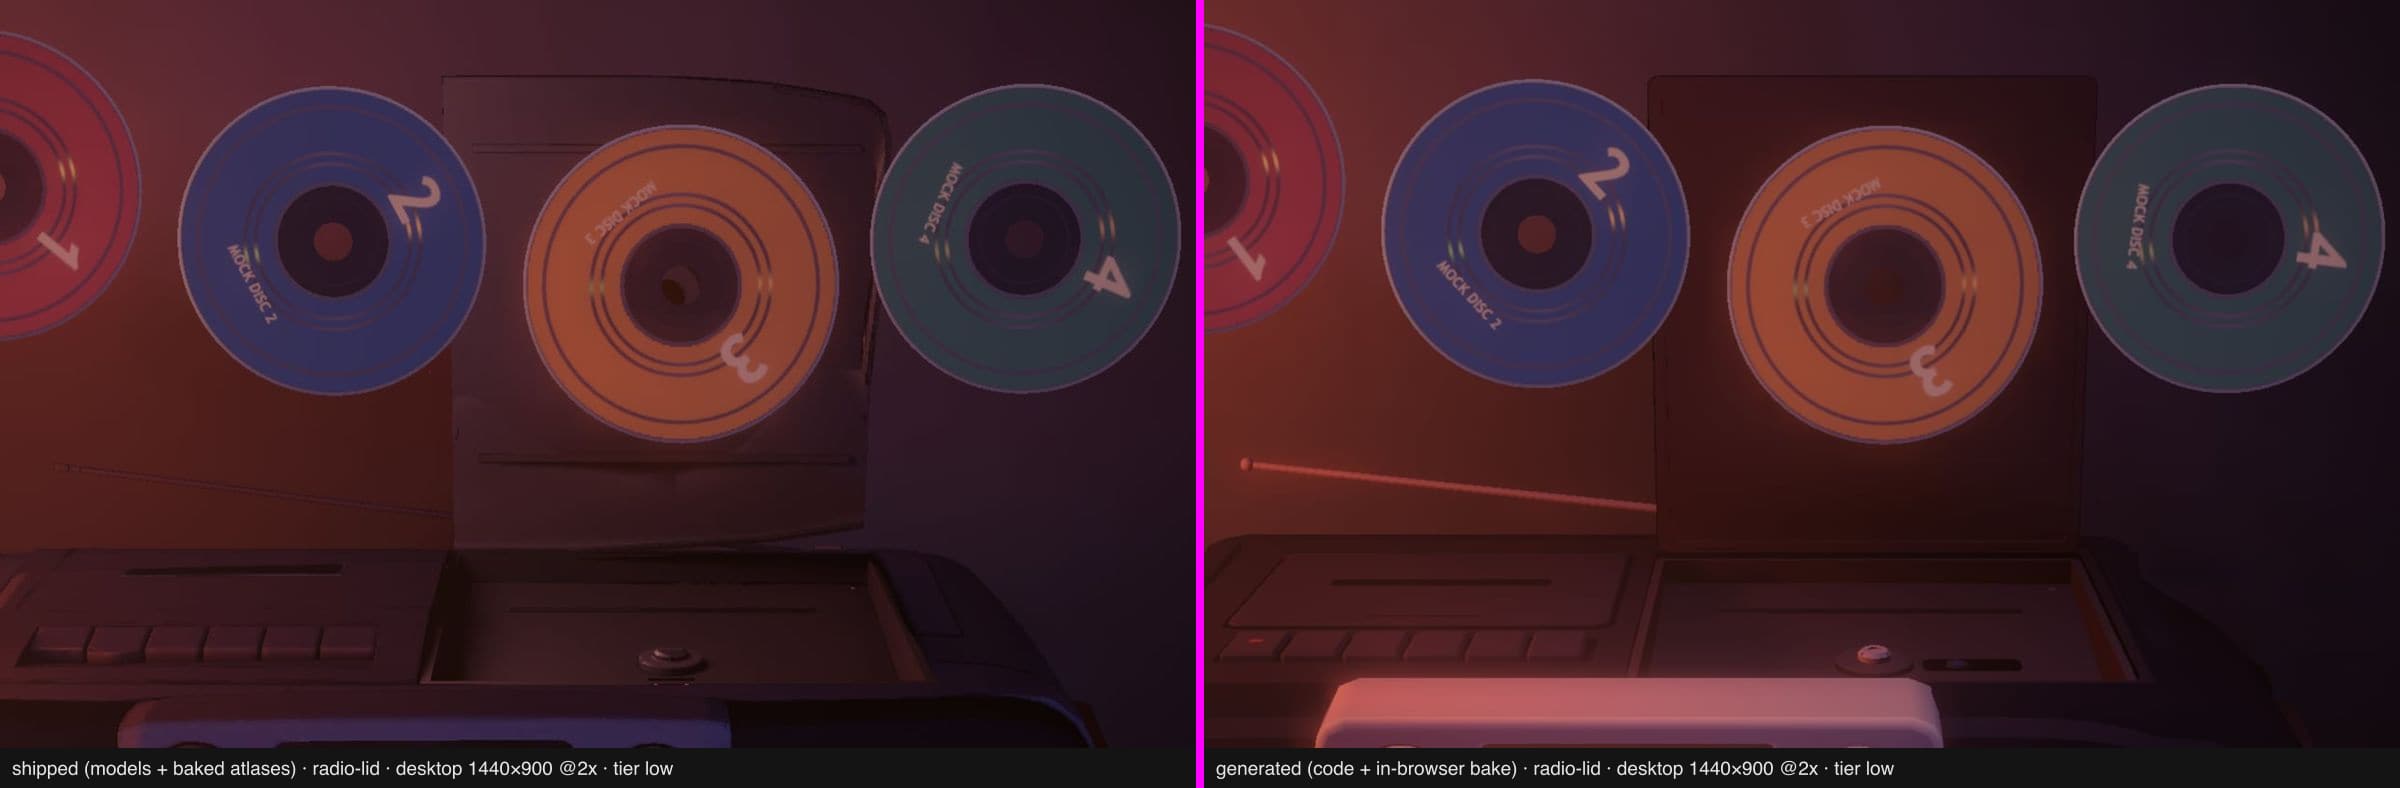 1
2
MOCK DISC 2
MOCK DISC 3
3
MOCK DISC 4
4
1
2
MOCK DISC 2
MOCK DISC 3
3
MOCK DISC 4
4
shipped (models + baked atlases) · radio-lid · desktop 1440×900 @2x · tier low
generated (code + in-browser bake) · radio-lid · desktop 1440×900 @2x · tier low